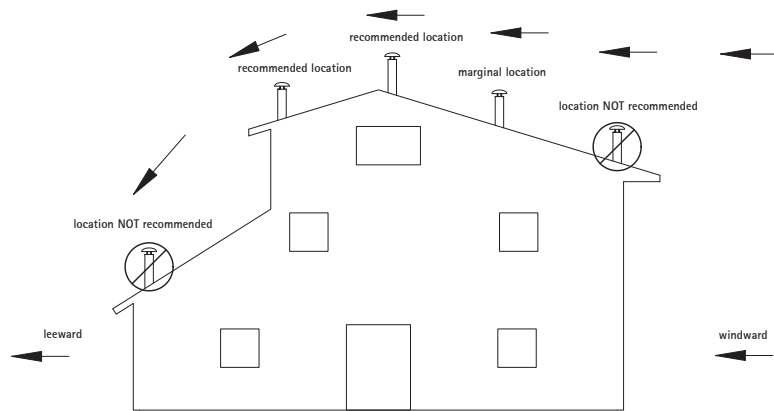 recommended location
recommended location
marginal location
location NOT recommended
location NOT recommended
leeward
windward